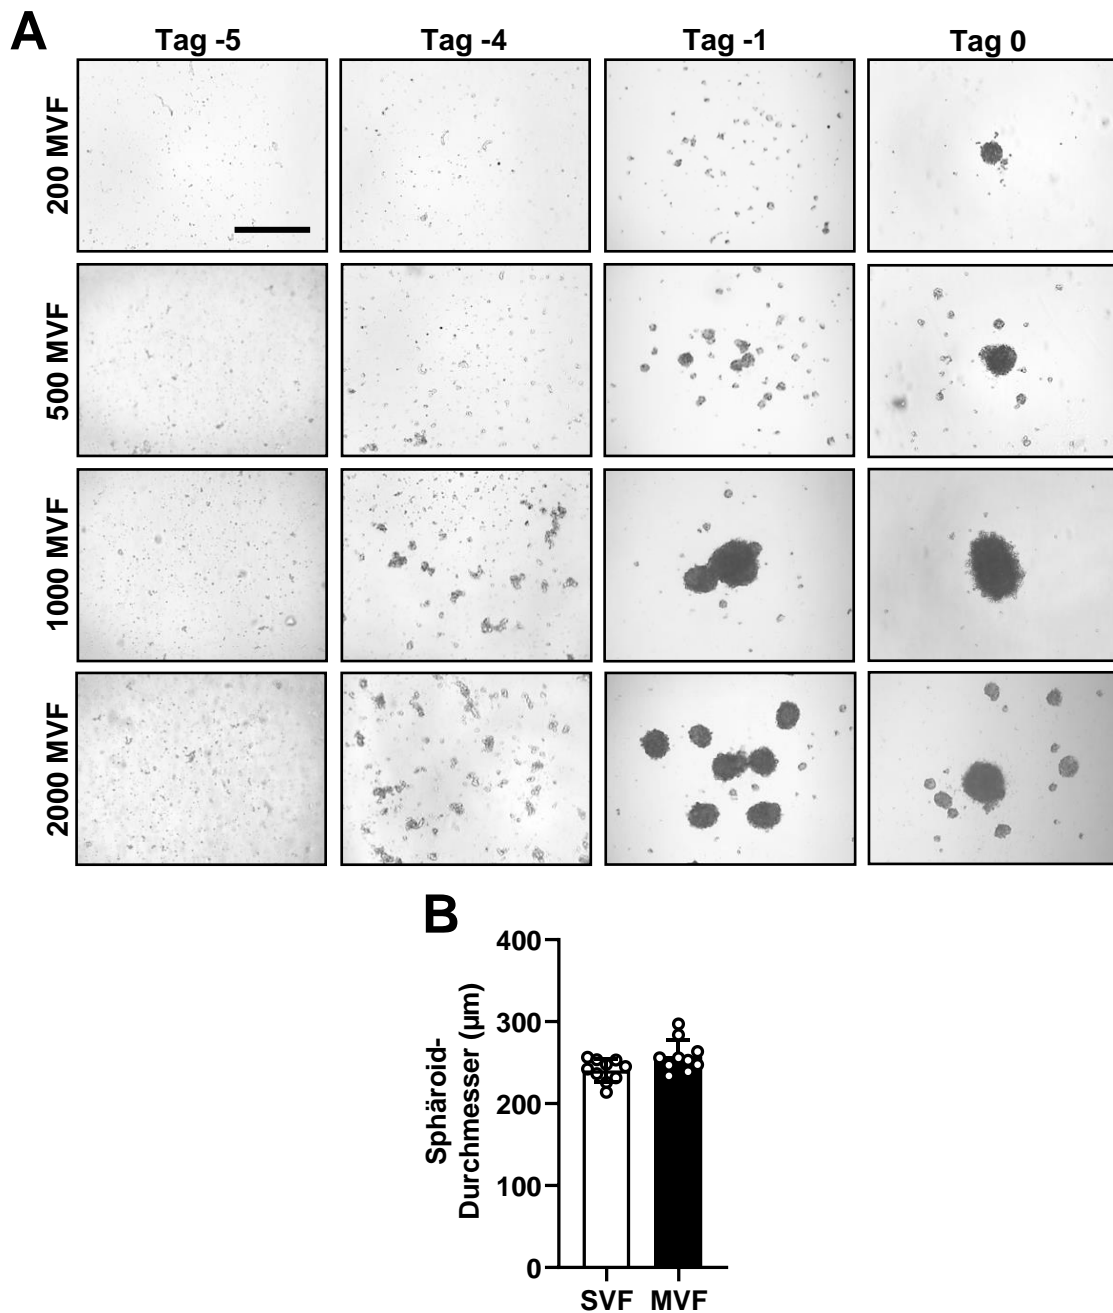 A
Tag -5 Tag -4 Tag -1 Tag 0
200 MVF
500 MVF
1000 MVF
2000 MVF
B
Sphäroid-
Durchmesser (µm)
400
300
200
100
0
SVF MVF